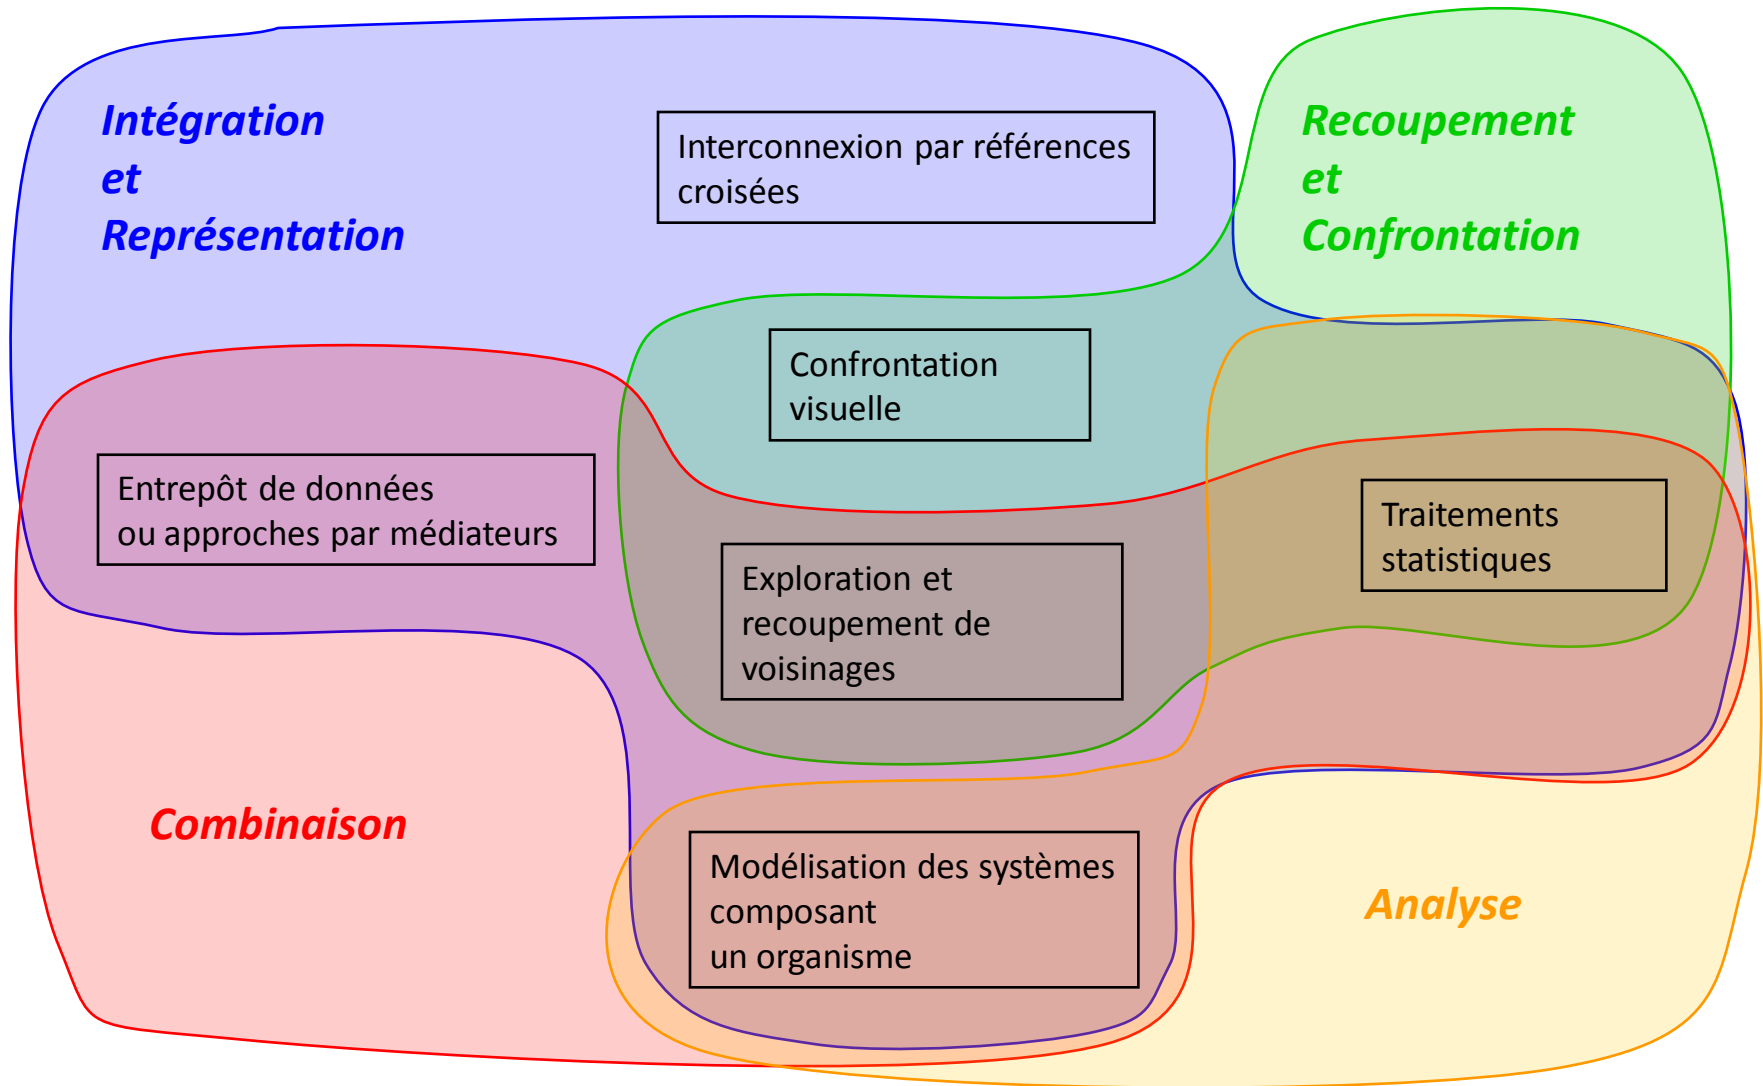 Intégration
et
Représentation
Interconnexion par références
croisées
Recoupement
et
Confrontation
Confrontation
visuelle
Entrepôt de données
ou approches par médiateurs
Traitements
statistiques
Exploration et
recoupement de
voisinages
Combinaison
Modélisation des systèmes
composant
un organisme
Analyse